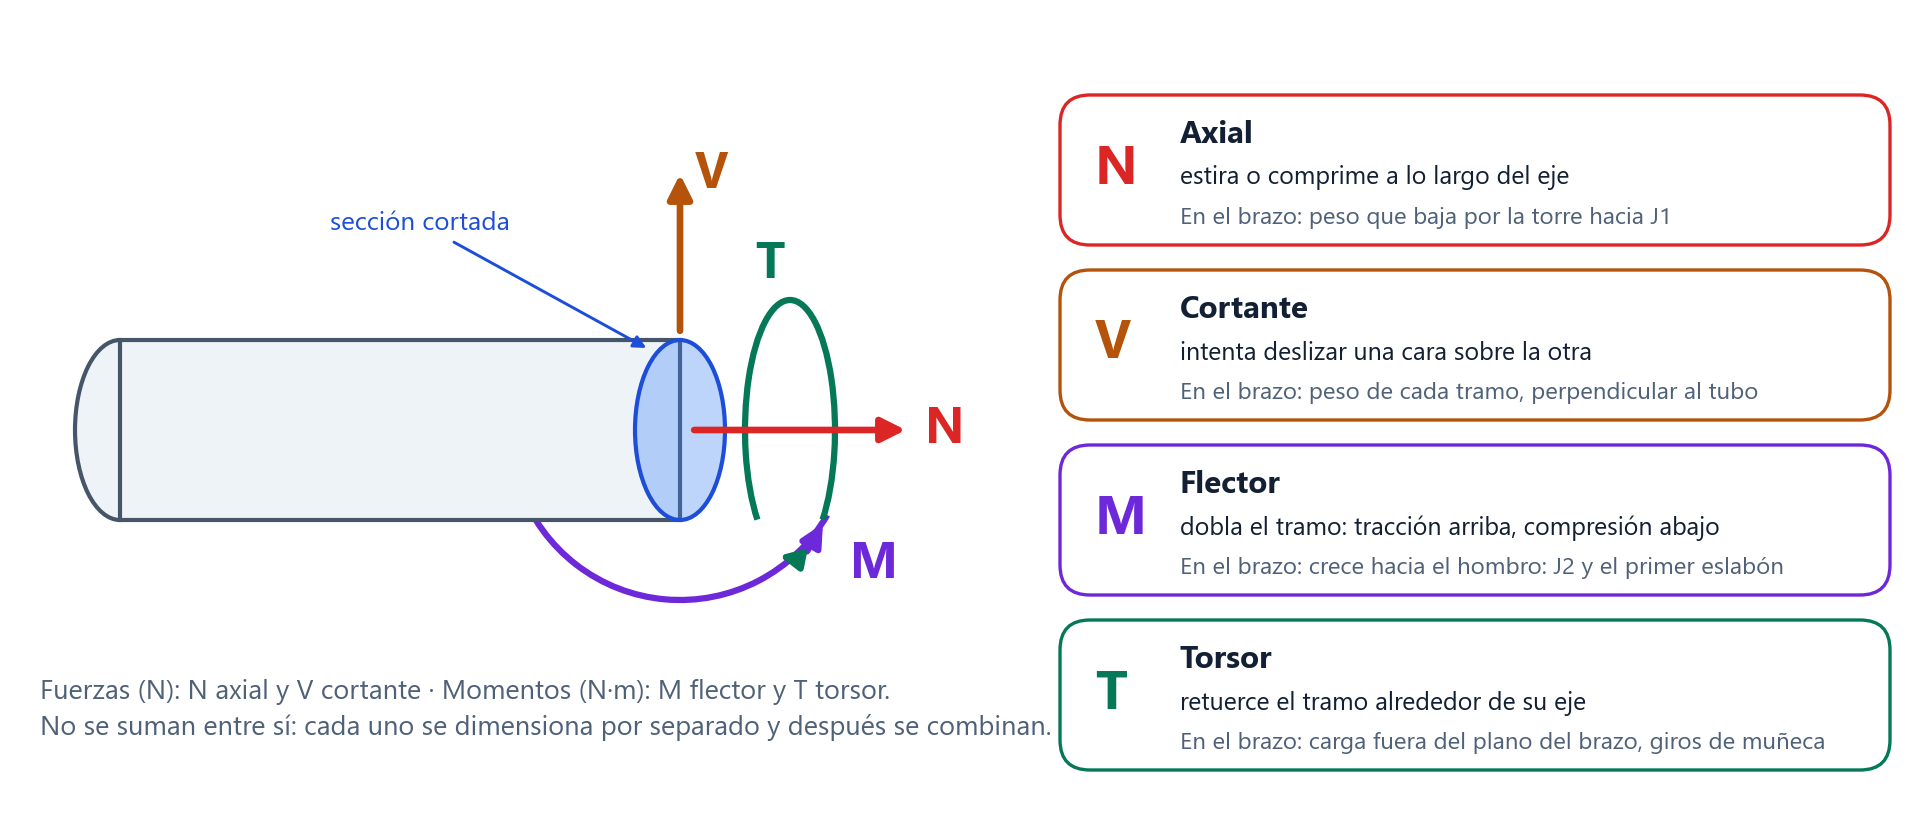 sección cortada
V
T
N
M
Fuerzas (N): N axial y V cortante · Momentos (N·m): M flector y T torsor.
No se suman entre sí: cada uno se dimensiona por separado y después se combinan.
N
Axial
estira o comprime a lo largo del eje
En el brazo: peso que baja por la torre hacia J1
V
Cortante
intenta deslizar una cara sobre la otra
En el brazo: peso de cada tramo, perpendicular al tubo
M
Flector
dobla el tramo: tracción arriba, compresión abajo
En el brazo: crece hacia el hombro: J2 y el primer eslabón
T
Torsor
retuerce el tramo alrededor de su eje
En el brazo: carga fuera del plano del brazo, giros de muñeca